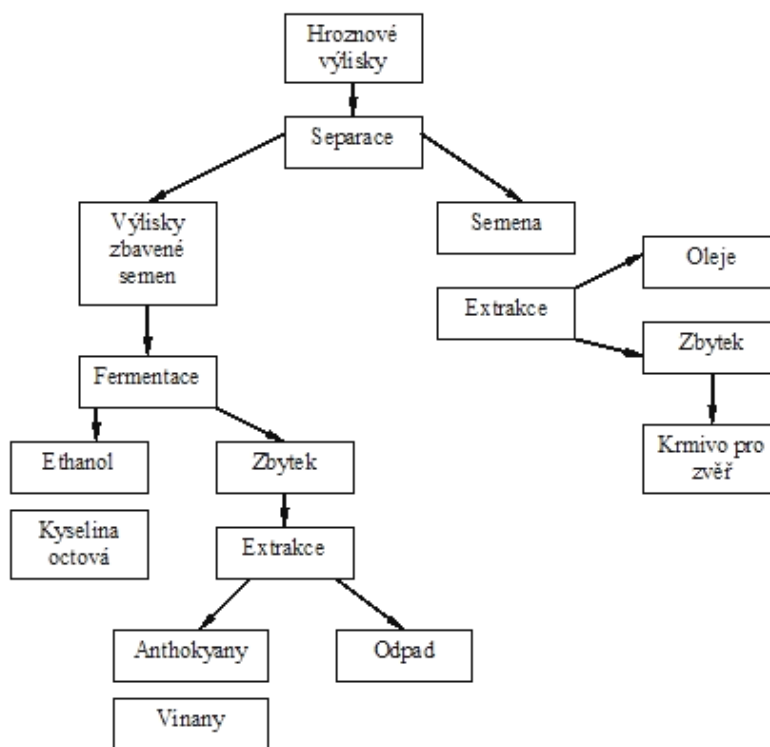 Hroznové
výlisky
Separace
Výlisky
zbavené
semen
Semena
Oleje
Extrakce
Zbytek
Fermentace
Krmivo pro
zvěř
Ethanol
Zbytek
Kyselina
octová
Extrakce
Anthokyany
Odpad
Vinany